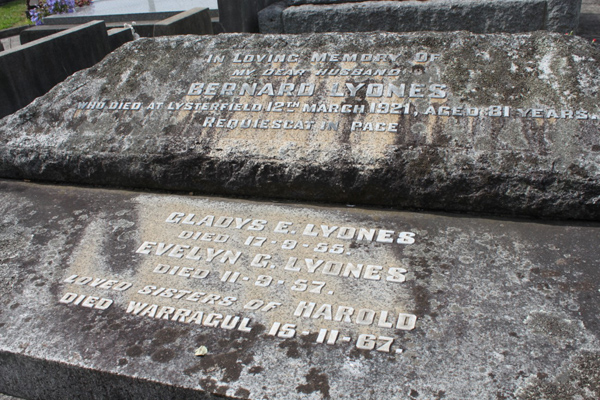 IN LOVING MEMORY OF
MY DEAR HUSBAND
BERNARD LYONES
WHO DIED AT LYSTERFIELD 12TH MARCH 1921, AGED 81 YEARS.
REQUIESCAT IN PACE
GLADYS E. LYONES
DIED 17-9-55.
EVELYN G. LYONES
DIED 11-9-57.
LOVED SISTERS OF HAROLD
DIED WARRAGUL 15-11-67.